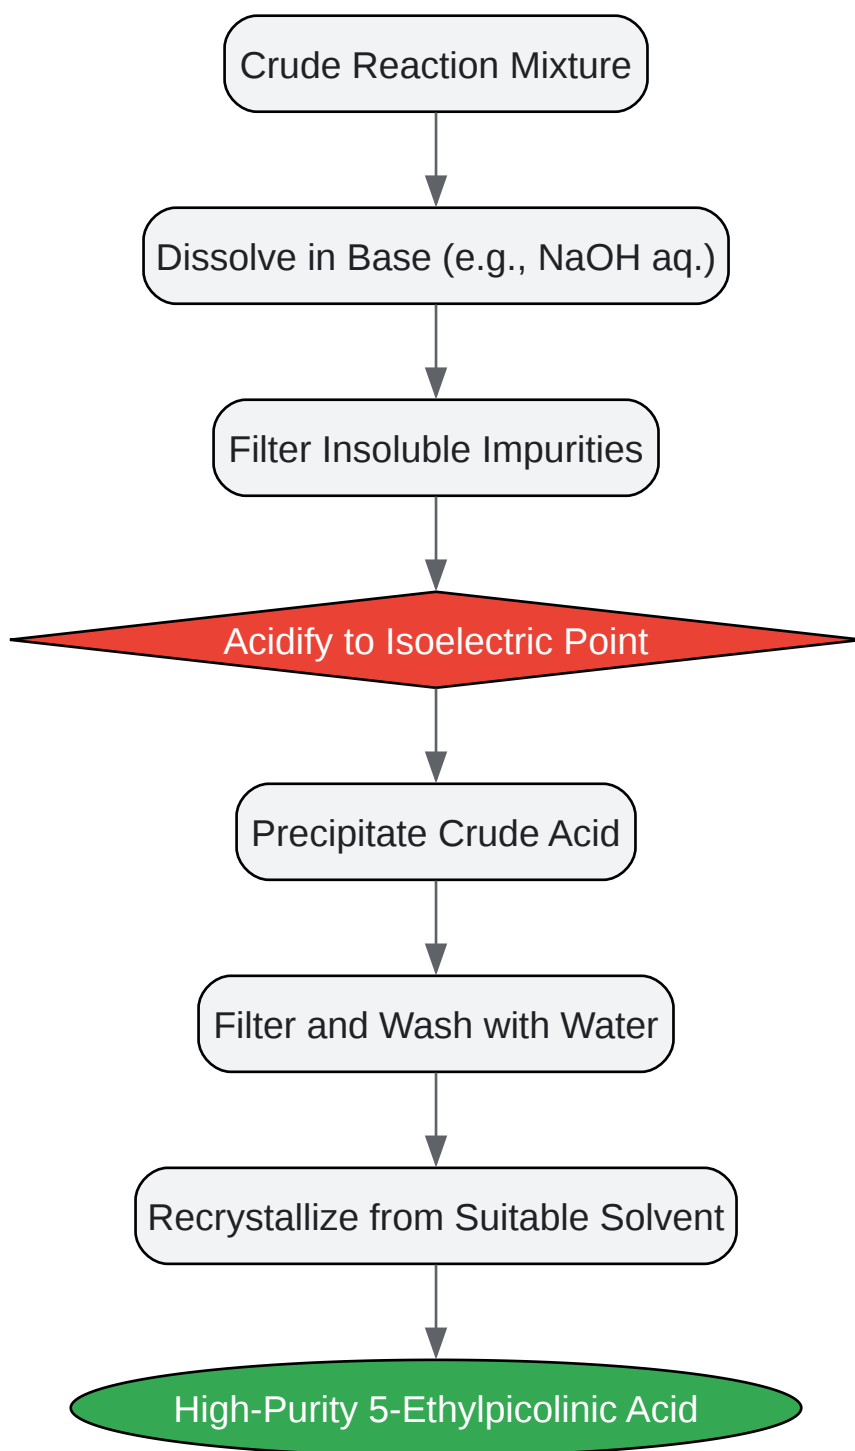 Crude Reaction Mixture
Dissolve in Base (e.g., NaOH aq.)
Filter Insoluble Impurities
Acidify to Isoelectric Point
Precipitate Crude Acid
Filter and Wash with Water
Recrystallize from Suitable Solvent
High-Purity 5-Ethylpicolinic Acid